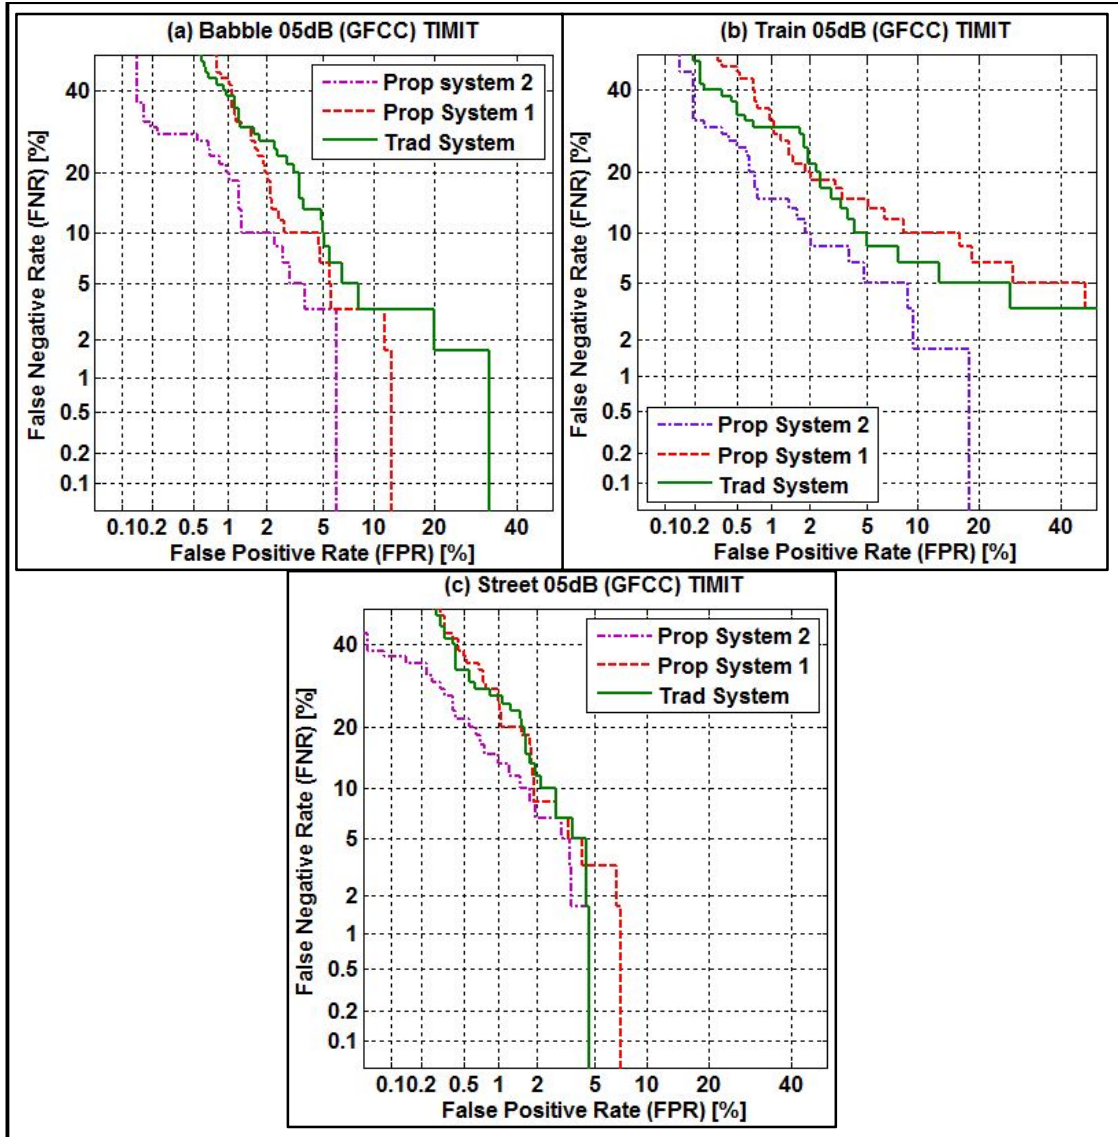 (a) Babble 05dB (GFCC) TIMIT
False Negative Rate (FNR) [%]
40
20
10
5
2
1
0.5
0.2
0.1
Prop system 2
Prop System 1
Trad System
0.1 0.2 0.5 1 2 5 10 20 40
False Positive Rate (FPR) [%]
(b) Train 05dB (GFCC) TIMIT
False Negative Rate (FNR) [%]
40
20
10
5
2
1
0.5
0.2
0.1
Prop System 2
Prop System 1
Trad System
0.1 0.2 0.5 1 2 5 10 20 40
False Positive Rate (FPR) [%]
(c) Street 05dB (GFCC) TIMIT
False Negative Rate (FNR) [%]
40
20
10
5
2
1
0.5
0.2
0.1
Prop System 2
Prop System 1
Trad System
0.1 0.2 0.5 1 2 5 10 20 40
False Positive Rate (FPR) [%]